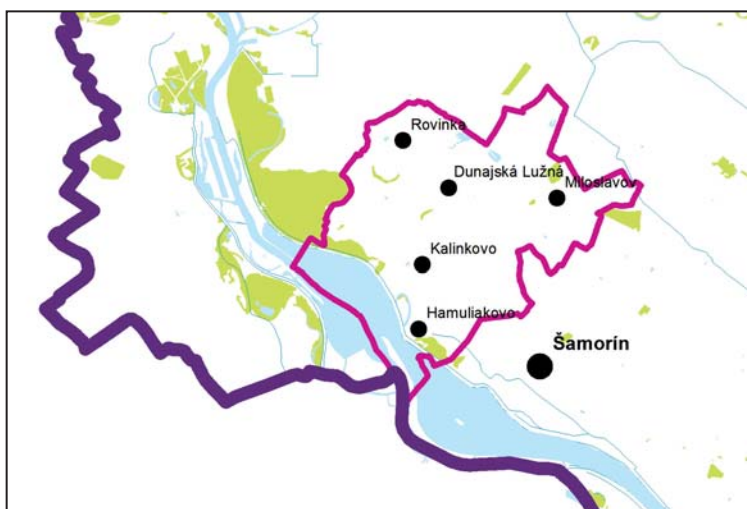 Rovinka
Dunajská Lužná
Miloslavov
Kalinkovo
Hamuliakovo
Šamorín